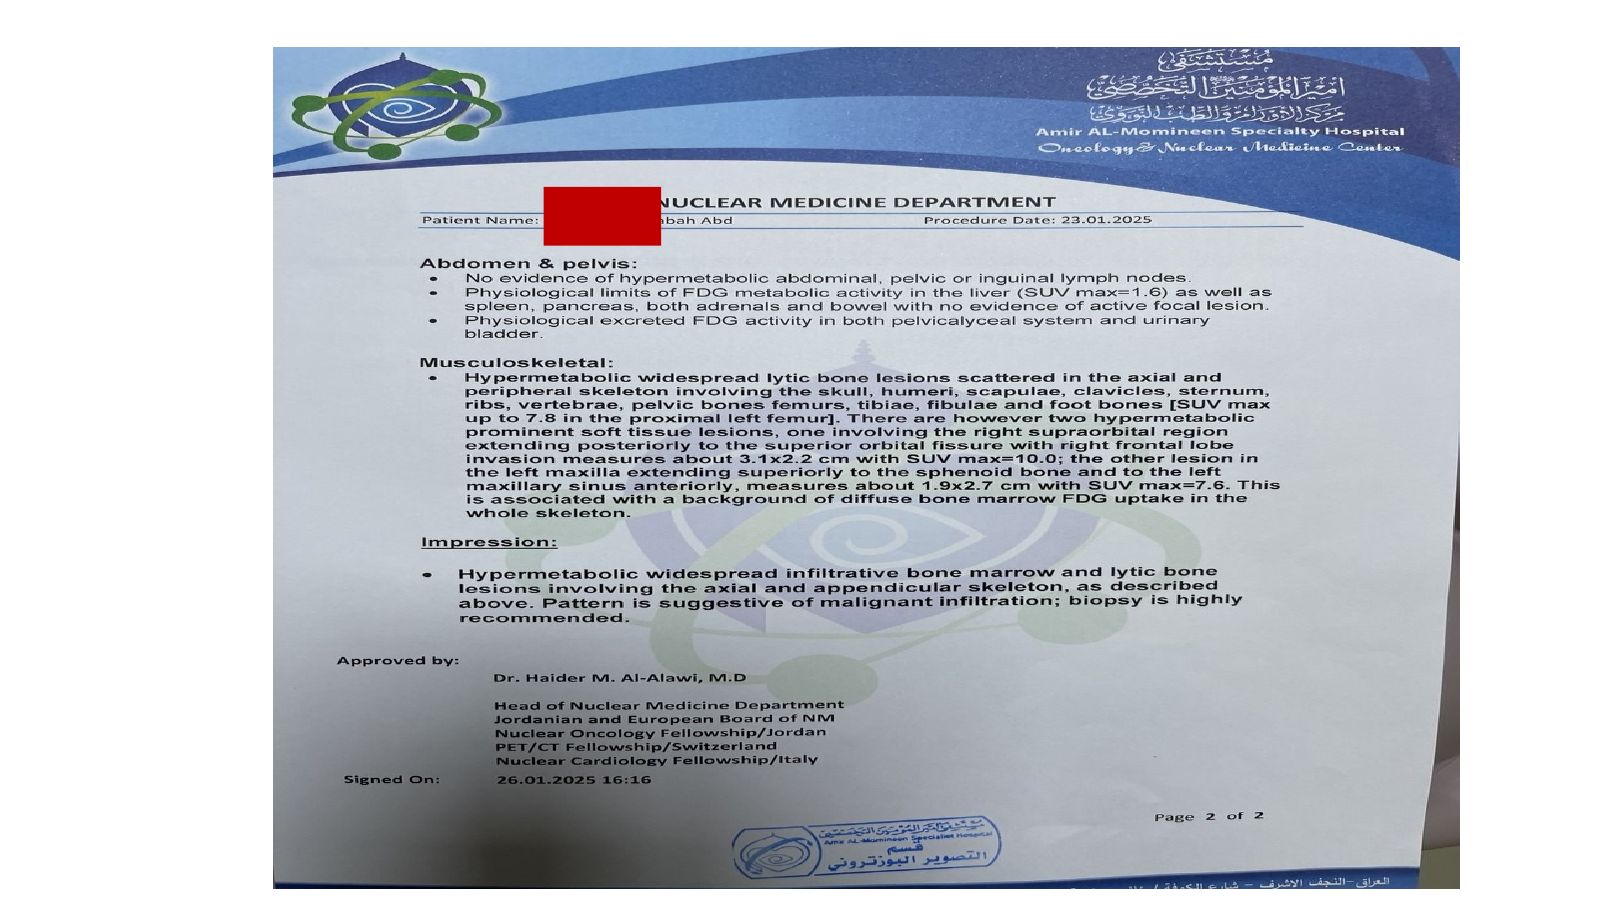 مستشفى
امير المؤمنين التخصصي
مركز الاورام والطب النووي
Amir AL-Momineen Specialty Hospital
Oncology & Nuclear Medicine Center
NUCLEAR MEDICINE DEPARTMENT
Patient Name: abah Abd Procedure Date: 23.01.2025
Abdomen & pelvis:
• No evidence of hypermetabolic abdominal, pelvic or inguinal lymph nodes.
• Physiological limits of FDG metabolic activity in the liver (SUV max=1.6) as well as
spleen, pancreas, both adrenals and bowel with no evidence of active focal lesion.
• Physiological excreted FDG activity in both pelvicalyceal system and urinary
bladder.
Musculoskeletal:
• Hypermetabolic widespread lytic bone lesions scattered in the axial and
peripheral skeleton involving the skull, humeri, scapulae, clavicles, sternum,
ribs, vertebrae, pelvic bones femurs, tibiae, fibulae and foot bones [SUV max
up to 7.8 in the proximal left femur]. There are however two hypermetabolic
prominent soft tissue lesions, one involving the right supraorbital region
extending posteriorly to the superior orbital fissure with right frontal lobe
invasion measures about 3.1x2.2 cm with SUV max=10.0; the other lesion in
the left maxilla extending superiorly to the sphenoid bone and to the left
maxillary sinus anteriorly, measures about 1.9x2.7 cm with SUV max=7.6. This
is associated with a background of diffuse bone marrow FDG uptake in the
whole skeleton.
Impression:
• Hypermetabolic widespread infiltrative bone marrow and lytic bone
lesions involving the axial and appendicular skeleton, as described
above. Pattern is suggestive of malignant infiltration; biopsy is highly
recommended.
Approved by:
Dr. Haider M. Al-Alawi, M.D
Head of Nuclear Medicine Department
Jordanian and European Board of NM
Nuclear Oncology Fellowship/Jordan
PET/CT Fellowship/Switzerland
Nuclear Cardiology Fellowship/Italy
Signed On: 26.01.2025 16:16
Page 2 of 2
مستشفى امير المؤمنين التخصصي
Amir AL-Momineen Specialist Hospital
قسم
التصوير البوزتروني
العراق-النجف الاشرف - شارع الكوفة /